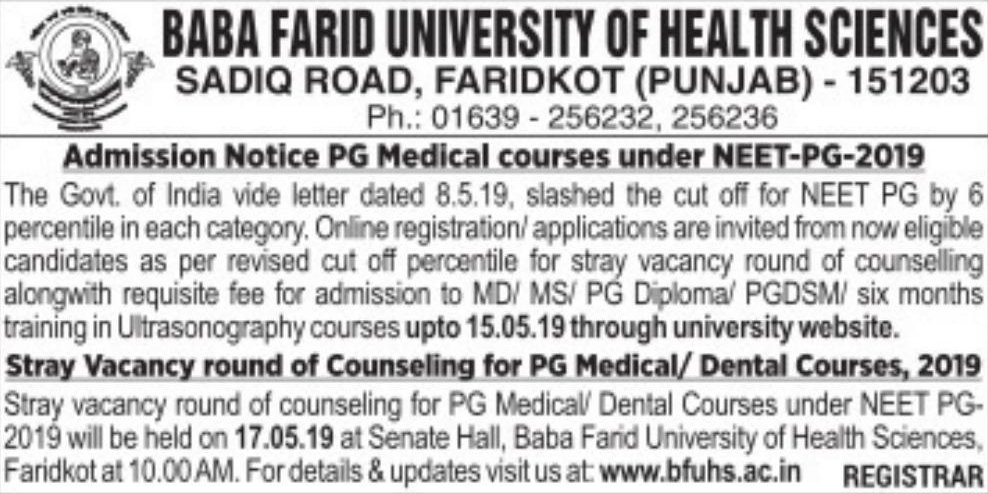 BABA FARID UNIVERSITY OF HEALTH SCIENCES
SADIQ ROAD, FARIDKOT (PUNJAB) - 151203
Ph.: 01639 - 256232, 256236
Admission Notice PG Medical courses under NEET-PG-2019
The Govt. of India vide letter dated 8.5.19, slashed the cut off for NEET PG by 6
percentile in each category. Online registration/ applications are invited from now eligible
candidates as per revised cut off percentile for stray vacancy round of counselling
alongwith requisite fee for admission to MD/ MS/ PG Diploma/ PGDSM/ six months
training in Ultrasonography courses upto 15.05.19 through university website.
Stray Vacancy round of Counseling for PG Medical/ Dental Courses, 2019
Stray vacancy round of counseling for PG Medical/ Dental Courses under NEET PG-
2019 will be held on 17.05.19 at Senate Hall, Baba Farid University of Health Sciences,
Faridkot at 10.00 AM. For details & updates visit us at: www.bfuhs.ac.in REGISTRAR